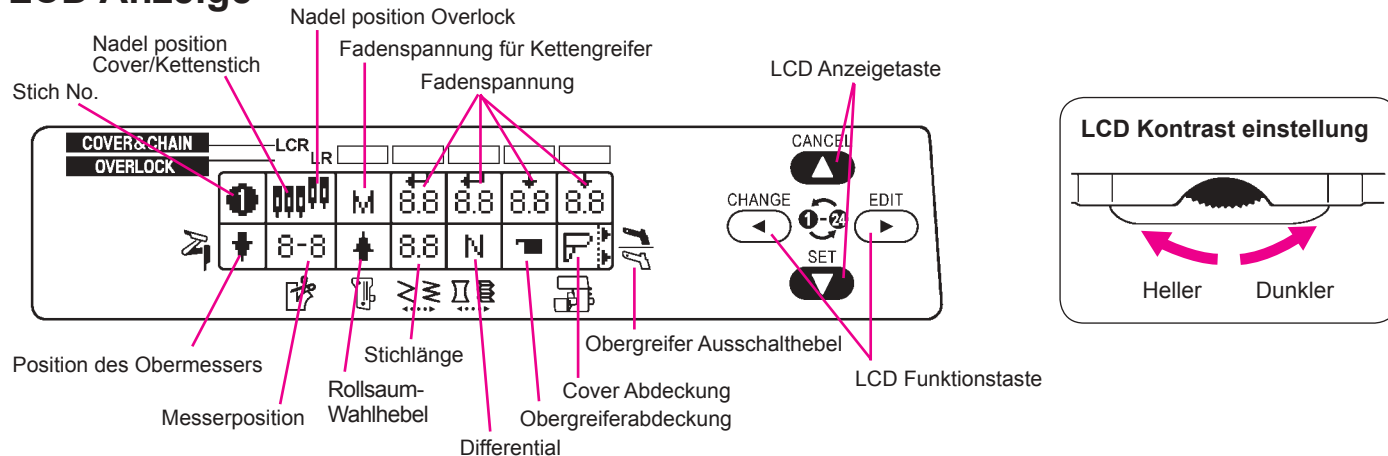 LCD Anzeige
Nadel position Overlock
Nadel position
Cover/Kettenstich
Fadenspannung für Kettengreifer
Fadenspannung
LCD Anzeigetaste
Stich No.
COVER&CHAIN
LCR
OVERLOCK
LR
1
M
8.8
8.8
8.8
8.8
8-8
8.8
N
CANCEL
CHANGE
1-24
EDIT
SET
LCD Kontrast einstellung
Heller
Dunkler
Position des Obermessers
Messerposition
Rollsaum-
Wahlhebel
Stichlänge
Differential
Obergreifer Ausschalthebel
Cover Abdeckung
Obergreiferabdeckung
LCD Funktionstaste